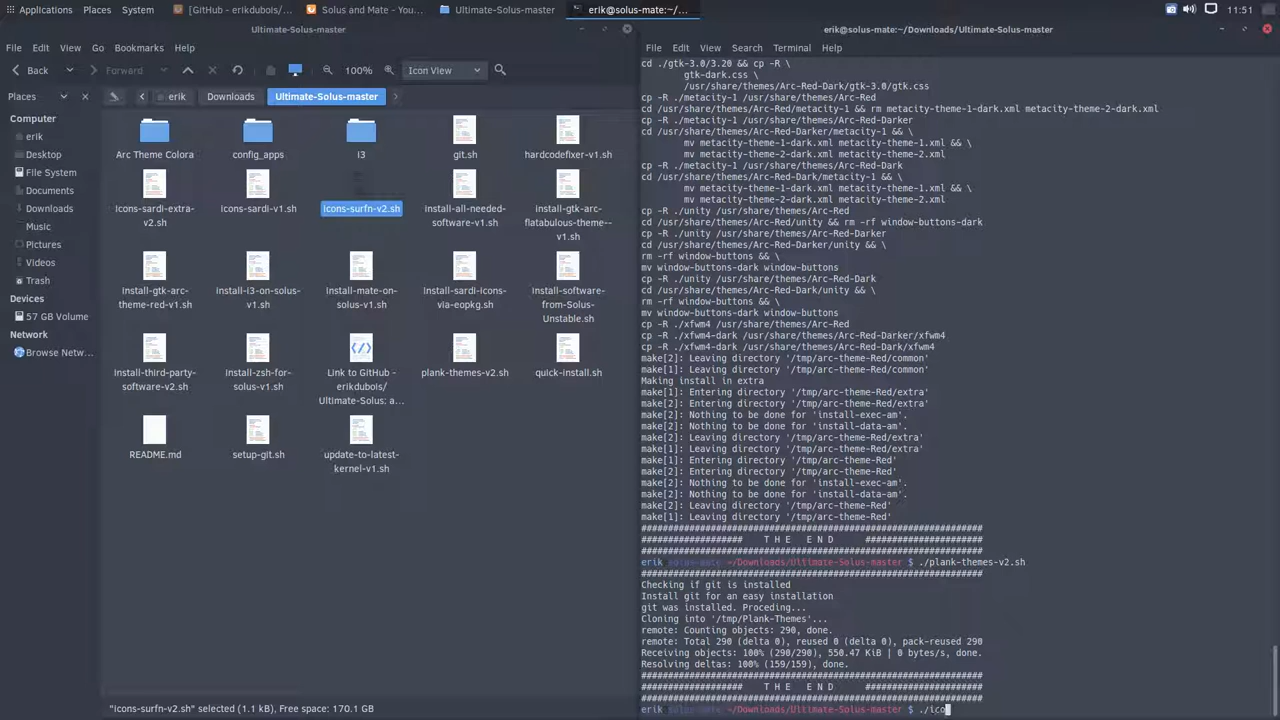 Applications Places System [GitHub - erikdubois/... Solus and Mate - You... Ultimate-Solus-master erik@solus-mate:~/... 11:51
Ultimate-Solus-master
File Edit View Go Bookmarks Help
Back Forward 100% Icon View
Places erik Downloads Ultimate-Solus-master
Computer
erik
Desktop
File System
Documents
Downloads
Music
Pictures
Videos
Trash
Devices
57 GB Volume
Network
Browse Netw...
Arc Theme Colora
config_apps
i3
git.sh
hardcodefixer-v1.sh
icons-sardi-extra-
v2.sh
icons-sardi-v1.sh
icons-surfn-v2.sh
install-all-needed-
software-v1.sh
install-gtk-arc-
flatabulous-theme--
v1.sh
install-gtk-arc-
theme-red-v1.sh
install-i3-on-solus-
v1.sh
install-mate-on-
solus-v1.sh
install-sardi-icons-
via-eopkg.sh
install-software-
from-Solus-
Unstable.sh
install-third-party-
software-v2.sh
install-zsh-for-
solus-v1.sh
Link to GitHub -
erikdubois/
Ultimate-Solus: a...
plank-themes-v2.sh
quick-install.sh
README.md
setup-git.sh
update-to-latest-
kernel-v1.sh
"icons-surfn-v2.sh" selected (1.1 kB), Free space: 170.1 GB
erik@solus-mate:~/Downloads/Ultimate-Solus-master
File Edit View Search Terminal Help
cd ./gtk-3.0/3.20 && cp -R \
gtk-dark.css \
/usr/share/themes/Arc-Red-Dark/gtk-3.0/gtk.css
cp -R ./metacity-1 /usr/share/themes/Arc-Red
cd /usr/share/themes/Arc-Red/metacity-1 && rm metacity-theme-1-dark.xml metacity-theme-2-dark.xml
cp -R ./metacity-1 /usr/share/themes/Arc-Red-Darker
cd /usr/share/themes/Arc-Red-Darker/metacity-1 && \
mv metacity-theme-1-dark.xml metacity-theme-1.xml && \
mv metacity-theme-2-dark.xml metacity-theme-2.xml
cp -R ./metacity-1 /usr/share/themes/Arc-Red-Dark
cd /usr/share/themes/Arc-Red-Dark/metacity-1 && \
mv metacity-theme-1-dark.xml metacity-theme-1.xml && \
mv metacity-theme-2-dark.xml metacity-theme-2.xml
cp -R ./unity /usr/share/themes/Arc-Red
cd /usr/share/themes/Arc-Red/unity && rm -rf window-buttons-dark
cp -R ./unity /usr/share/themes/Arc-Red-Darker
cd /usr/share/themes/Arc-Red-Darker/unity && \
rm -rf window-buttons && \
mv window-buttons-dark window-buttons
cp -R ./unity /usr/share/themes/Arc-Red-Dark
cd /usr/share/themes/Arc-Red-Dark/unity && \
rm -rf window-buttons && \
mv window-buttons-dark window-buttons
cp -R ./xfwm4 /usr/share/themes/Arc-Red
cp -R ./xfwm4-dark /usr/share/themes/Arc-Red-Darker/xfwm4
cp -R ./xfwm4-dark /usr/share/themes/Arc-Red-Dark/xfwm4
make[2]: Leaving directory '/tmp/arc-theme-Red/common'
make[1]: Leaving directory '/tmp/arc-theme-Red/common'
Making install in extra
make[1]: Entering directory '/tmp/arc-theme-Red/extra'
make[2]: Entering directory '/tmp/arc-theme-Red/extra'
make[2]: Nothing to be done for 'install-exec-am'.
make[2]: Nothing to be done for 'install-data-am'.
make[2]: Leaving directory '/tmp/arc-theme-Red/extra'
make[1]: Leaving directory '/tmp/arc-theme-Red/extra'
make[1]: Entering directory '/tmp/arc-theme-Red'
make[2]: Entering directory '/tmp/arc-theme-Red'
make[2]: Nothing to be done for 'install-exec-am'.
make[2]: Nothing to be done for 'install-data-am'.
make[2]: Leaving directory '/tmp/arc-theme-Red'
make[1]: Leaving directory '/tmp/arc-theme-Red'
################################################################
################### T H E E N D ######################
################################################################
erik solus-mate ~/Downloads/Ultimate-Solus-master $ ./plank-themes-v2.sh
################################################################
Checking if git is installed
Install git for an easy installation
git was installed. Proceding...
Cloning into '/tmp/Plank-Themes'...
remote: Counting objects: 290, done.
remote: Total 290 (delta 0), reused 0 (delta 0), pack-reused 290
Receiving objects: 100% (290/290), 550.47 KiB | 0 bytes/s, done.
Resolving deltas: 100% (159/159), done.
################################################################
################### T H E E N D ######################
################################################################
erik solus-mate ~/Downloads/Ultimate-Solus-master $ ./ico